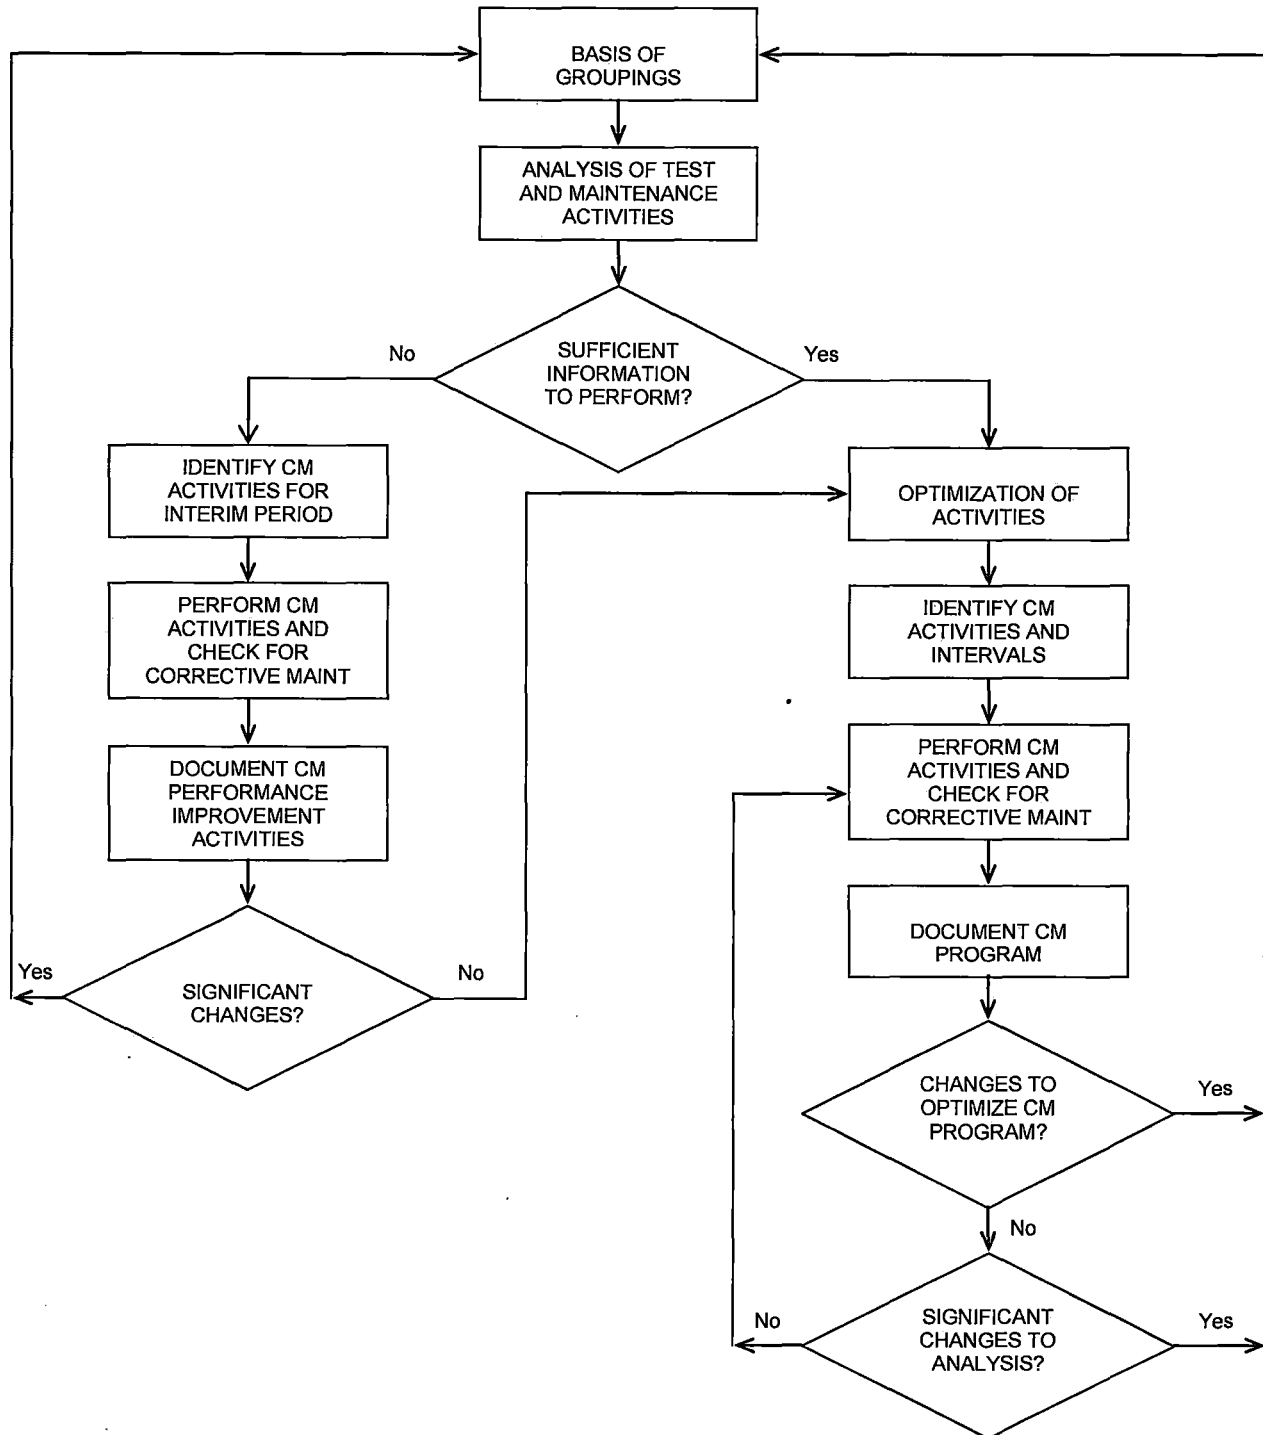 BASIS OF
GROUPINGS
ANALYSIS OF TEST
AND MAINTENANCE
ACTIVITIES
SUFFICIENT
INFORMATION
TO PERFORM?
No
Yes
IDENTIFY CM
ACTIVITIES FOR
INTERIM PERIOD
PERFORM CM
ACTIVITIES AND
CHECK FOR
CORRECTIVE MAINT
DOCUMENT CM
PERFORMANCE
IMPROVEMENT
ACTIVITIES
SIGNIFICANT
CHANGES?
Yes
No
OPTIMIZATION OF
ACTIVITIES
IDENTIFY CM
ACTIVITIES AND
INTERVALS
PERFORM CM
ACTIVITIES AND
CHECK FOR
CORRECTIVE MAINT
DOCUMENT CM
PROGRAM
CHANGES TO
OPTIMIZE CM
PROGRAM?
Yes
No
SIGNIFICANT
CHANGES TO
ANALYSIS?
No
Yes